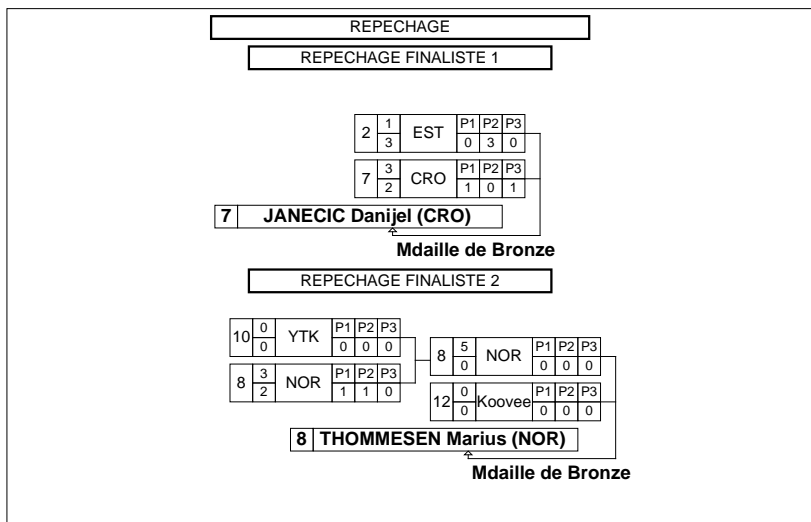 REPECHAGE
REPECHAGE FINALISTE 1
2 1 EST P1 P2 P3
3 0 3 0
7 3 CRO P1 P2 P3
2 1 0 1
7 JANECIC Danijel (CRO)
Mdaille de Bronze
REPECHAGE FINALISTE 2
10 0 YTK P1 P2 P3
0 0 0 0
8 3 NOR P1 P2 P3
2 1 1 0
8 5 NOR P1 P2 P3
0 0 0 0
12 0 Koovee P1 P2 P3
0 0 0 0
8 THOMMESEN Marius (NOR)
Mdaille de Bronze